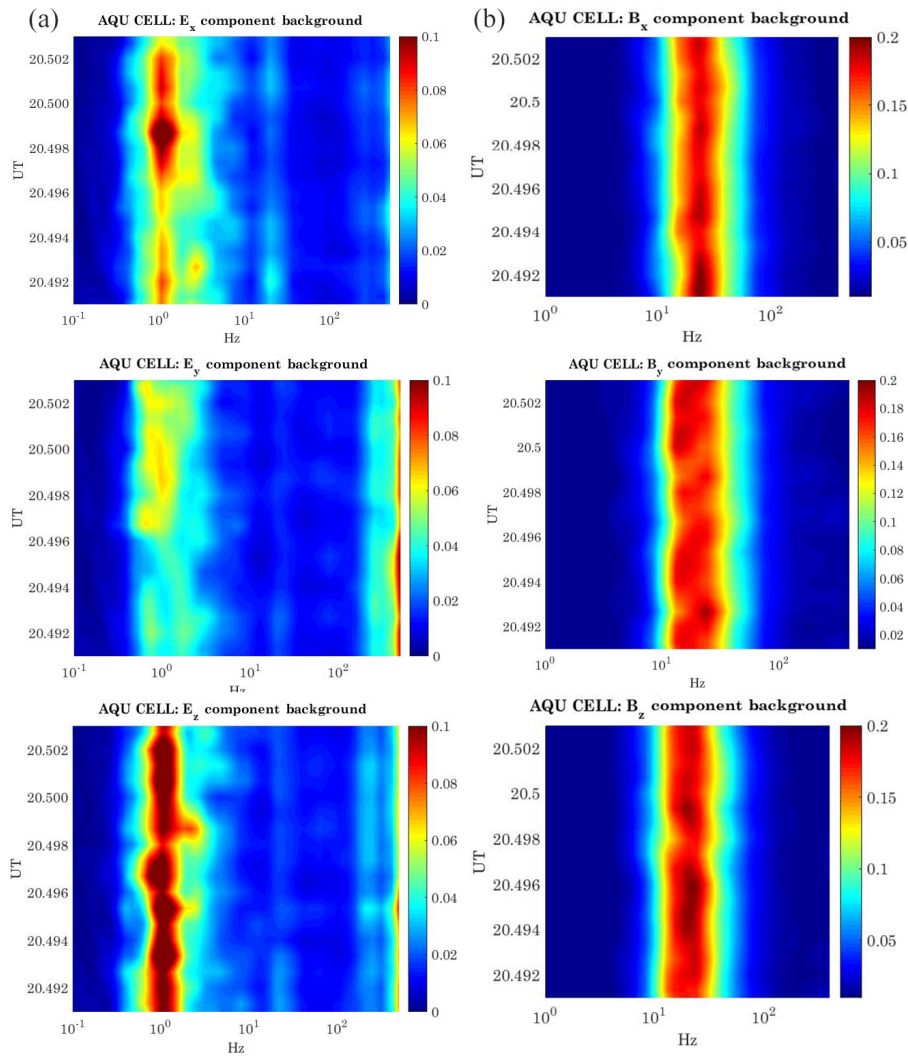 (a)
AQU CELL: Eₓ component background
UT
20.502
20.500
20.498
20.496
20.494
20.492
10⁻¹ 10⁰ 10¹ 10²
Hz
0.1
0.08
0.06
0.04
0.02
0
(b)
AQU CELL: Bₓ component background
UT
20.502
20.5
20.498
20.496
20.494
20.492
10⁰ 10¹ 10²
Hz
0.2
0.15
0.1
0.05
AQU CELL: E_y component background
UT
20.502
20.500
20.498
20.496
20.494
20.492
10⁻¹ 10⁰ 10¹ 10²
Hz
0.1
0.08
0.06
0.04
0.02
0
AQU CELL: B_y component background
UT
20.502
20.5
20.498
20.496
20.494
20.492
10⁰ 10¹ 10²
Hz
0.2
0.18
0.16
0.14
0.12
0.1
0.08
0.06
0.04
0.02
AQU CELL: E_z component background
UT
20.502
20.500
20.498
20.496
20.494
20.492
10⁻¹ 10⁰ 10¹ 10²
Hz
0.1
0.08
0.06
0.04
0.02
0
AQU CELL: B_z component background
UT
20.502
20.5
20.498
20.496
20.494
20.492
10⁰ 10¹ 10²
Hz
0.2
0.15
0.1
0.05